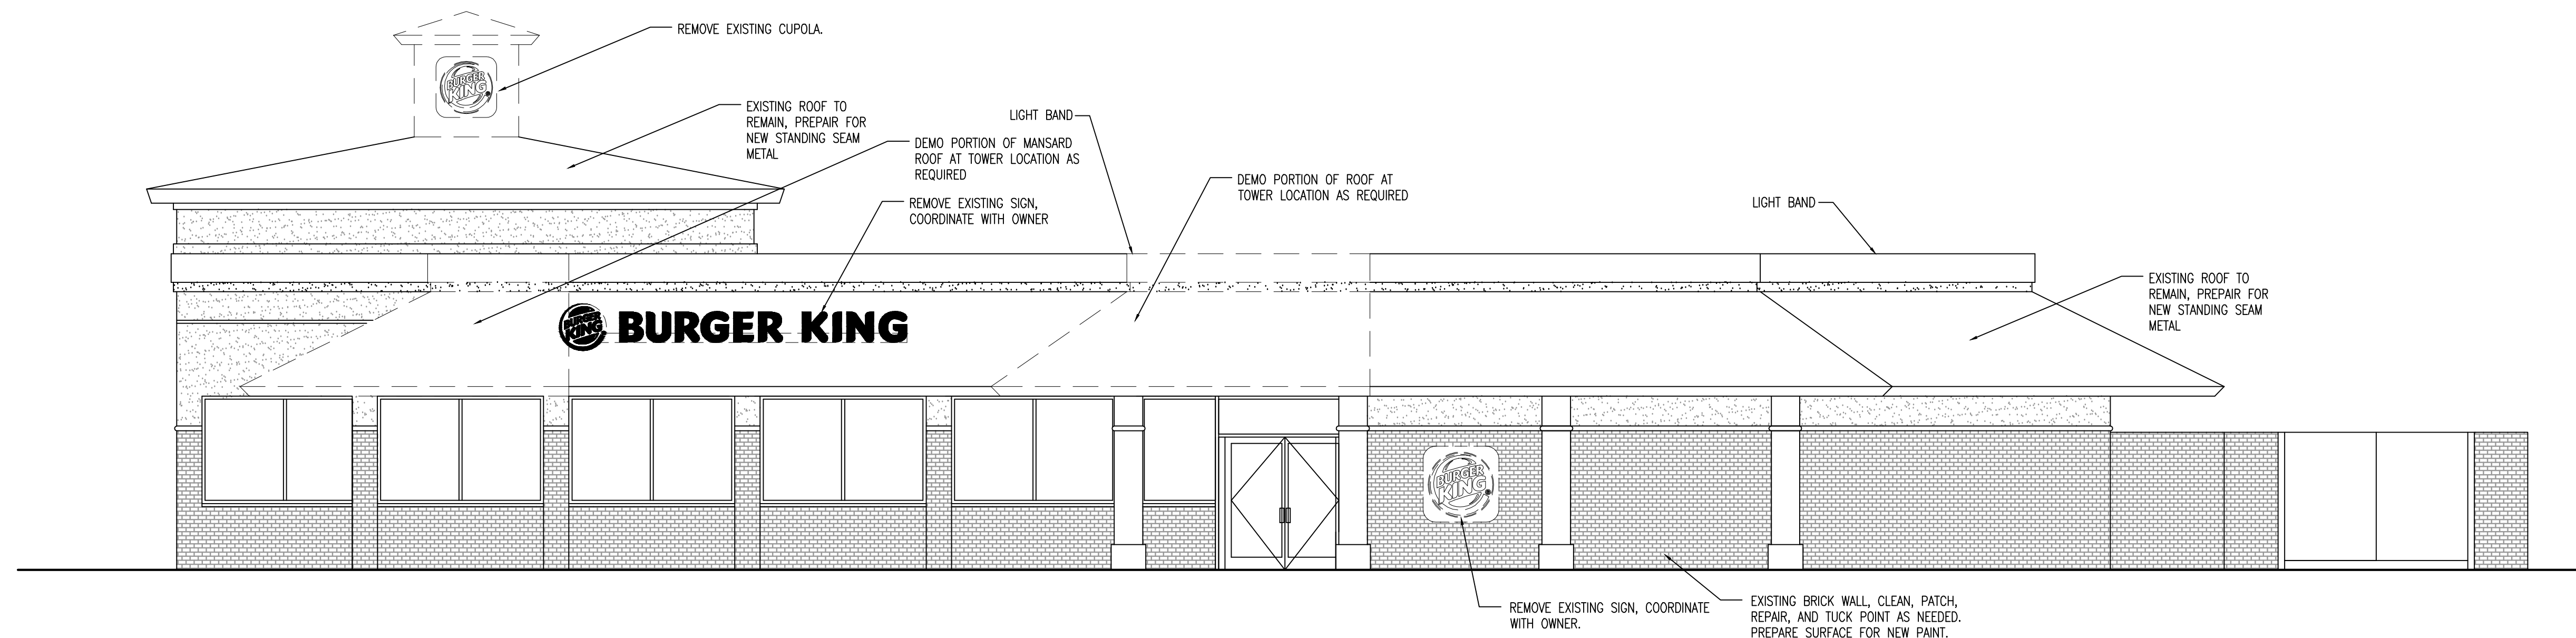 REMOVE EXISTING CUPOLA.
BURGER
KING
EXISTING ROOF TO
REMAIN, PREPAIR FOR
NEW STANDING SEAM
METAL
LIGHT BAND
DEMO PORTION OF MANSARD
ROOF AT TOWER LOCATION AS
REQUIRED
DEMO PORTION OF ROOF AT
TOWER LOCATION AS REQUIRED
REMOVE EXISTING SIGN,
COORDINATE WITH OWNER
LIGHT BAND
EXISTING ROOF TO
REMAIN, PREPAIR FOR
NEW STANDING SEAM
METAL
BURGER
KING
BURGER KING
BURGER
KING
REMOVE EXISTING SIGN, COORDINATE
WITH OWNER.
EXISTING BRICK WALL, CLEAN, PATCH,
REPAIR, AND TUCK POINT AS NEEDED.
PREPARE SURFACE FOR NEW PAINT.